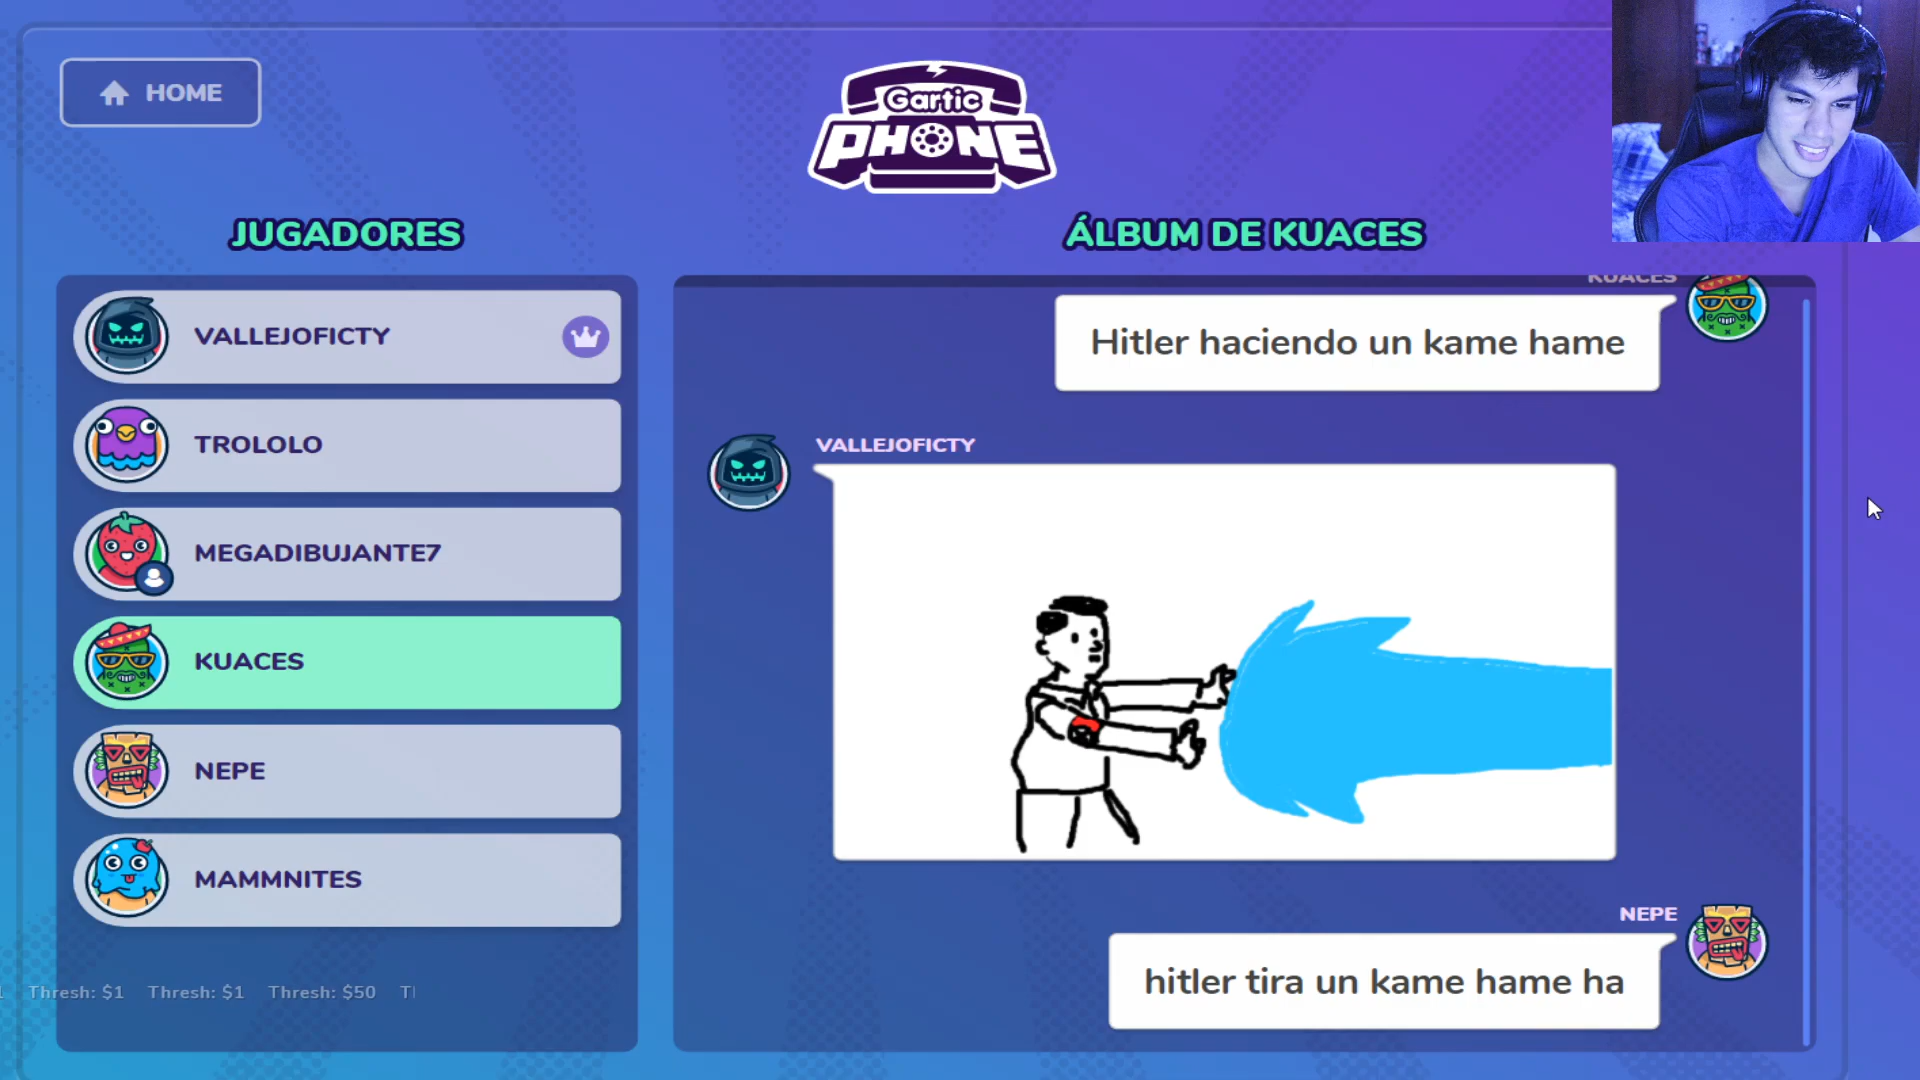 HOME
Gartic
PHONE
JUGADORES
ÁLBUM DE KUACES
VALLEJOFICTY
TROLOLO
MEGADIBUJANTE7
KUACES
NEPE
MAMMNITES
Thresh: $1 Thresh: $1 Thresh: $50
KUACES
Hitler haciendo un kame hame
VALLEJOFICTY
NEPE
hitler tira un kame hame ha